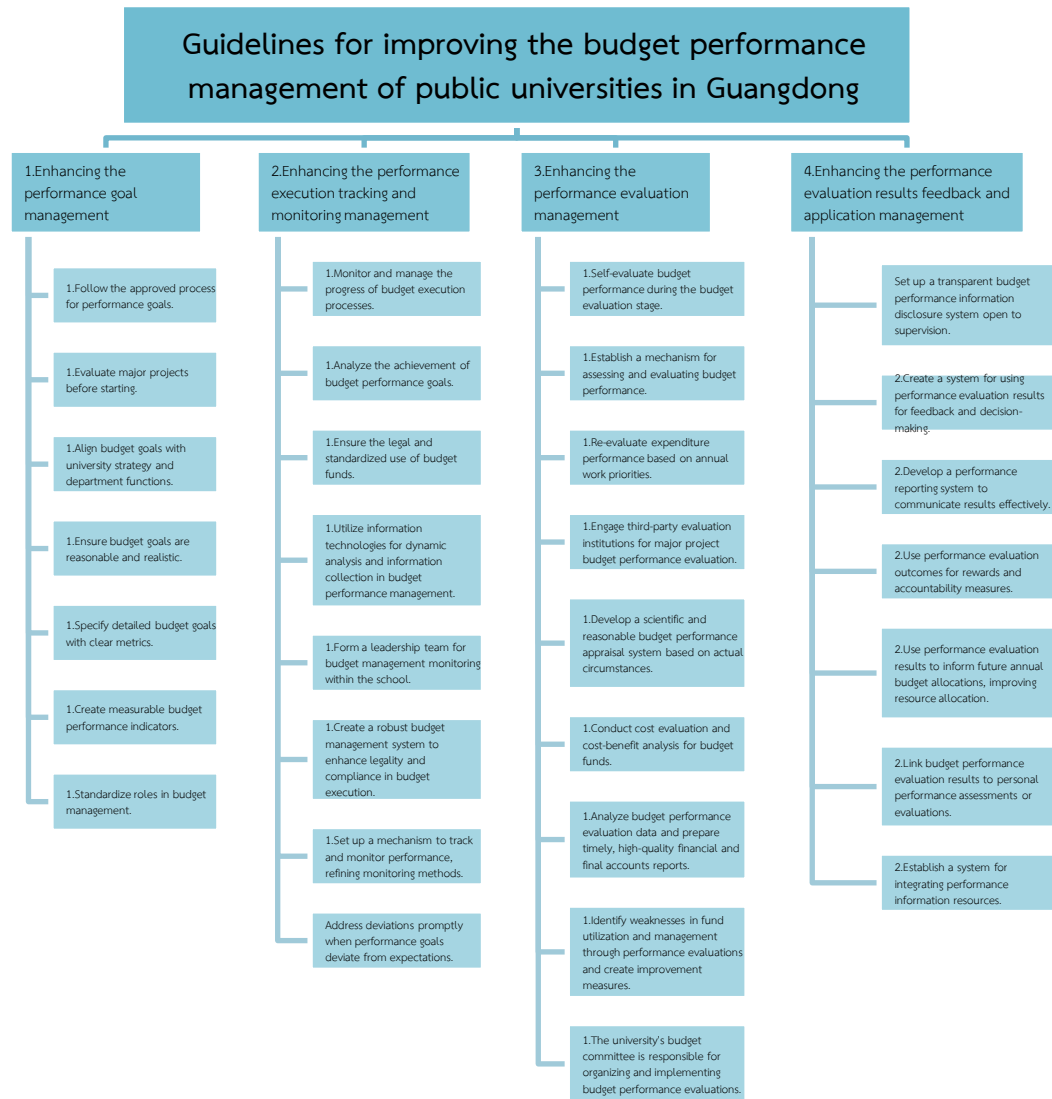 Guidelines for improving the budget performance
management of public universities in Guangdong
1.Enhancing the
performance goal
management
1.Follow the approved process
for performance goals.
1.Evaluate major projects
before starting.
1.Align budget goals with
university strategy and
department functions.
1.Ensure budget goals are
reasonable and realistic.
1.Specify detailed budget goals
with clear metrics.
1.Create measurable budget
performance indicators.
1.Standardize roles in budget
management.
2.Enhancing the performance
execution tracking and
monitoring management
1.Monitor and manage the
progress of budget execution
processes.
1.Analyze the achievement of
budget performance goals.
1.Ensure the legal and
standardized use of budget
funds.
1.Utilize information
technologies for dynamic
analysis and information
collection in budget
performance management.
1.Form a leadership team for
budget management monitoring
within the school.
1.Create a robust budget
management system to
enhance legality and
compliance in budget
execution.
1.Set up a mechanism to track
and monitor performance,
refining monitoring methods.
Address deviations promptly
when performance goals
deviate from expectations.
3.Enhancing the
performance evaluation
management
1.Self-evaluate budget
performance during the budget
evaluation stage.
1.Establish a mechanism for
assessing and evaluating budget
performance.
1.Re-evaluate expenditure
performance based on annual
work priorities.
1.Engage third-party evaluation
institutions for major project
budget performance evaluation.
1.Develop a scientific and
reasonable budget performance
appraisal system based on actual
circumstances.
1.Conduct cost evaluation and
cost-benefit analysis for budget
funds.
1.Analyze budget performance
evaluation data and prepare
timely, high-quality financial and
final accounts reports.
1.Identify weaknesses in fund
utilization and management
through performance evaluations
and create improvement
measures.
1.The university's budget
committee is responsible for
organizing and implementing
budget performance evaluations.
4.Enhancing the performance
evaluation results feedback and
application management
Set up a transparent budget
performance information
disclosure system open to
supervision.
2.Create a system for using
performance evaluation results
for feedback and decision-
making.
2.Develop a performance
reporting system to
communicate results effectively.
2.Use performance evaluation
outcomes for rewards and
accountability measures.
2.Use performance evaluation
results to inform future annual
budget allocations, improving
resource allocation.
2.Link budget performance
evaluation results to personal
performance assessments or
evaluations.
2.Establish a system for
integrating performance
information resources.